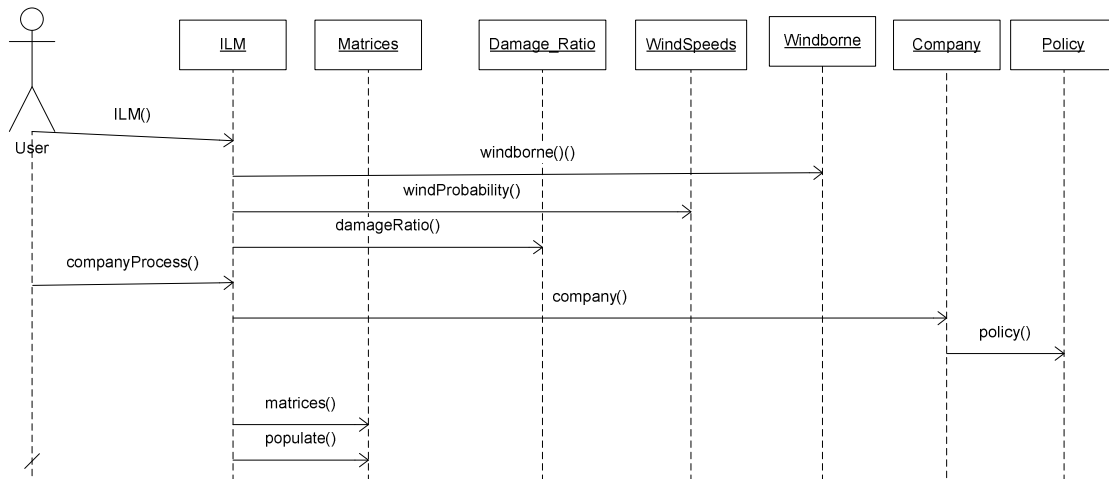 ILM
Matrices
Damage_Ratio
WindSpeeds
Windborne
Company
Policy
ILM()
User
windborne()()
windProbability()
damageRatio()
companyProcess()
company()
policy()
matrices()
populate()